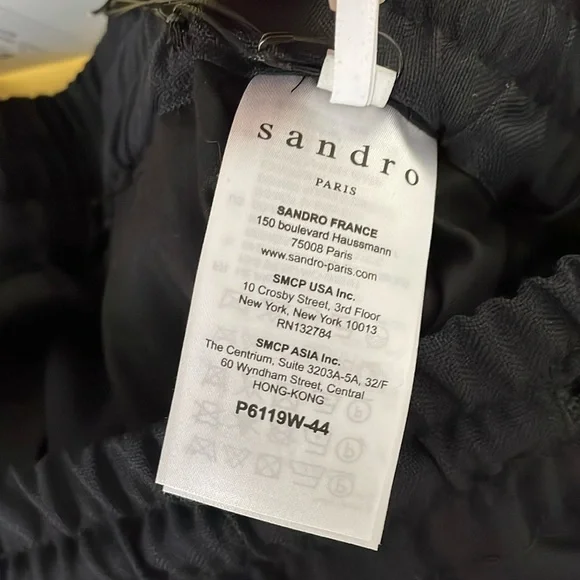 sandro
PARIS
SANDRO FRANCE
150 boulevard Haussmann
75008 Paris
www.sandro-paris.com
SMCP USA Inc.
10 Crosby Street, 3rd Floor
New York, New York 10013
RN132784
SMCP ASIA Inc.
The Centrium, Suite 3203A-5A, 32/F
60 Wyndham Street, Central
HONG-KONG
P6119W-44